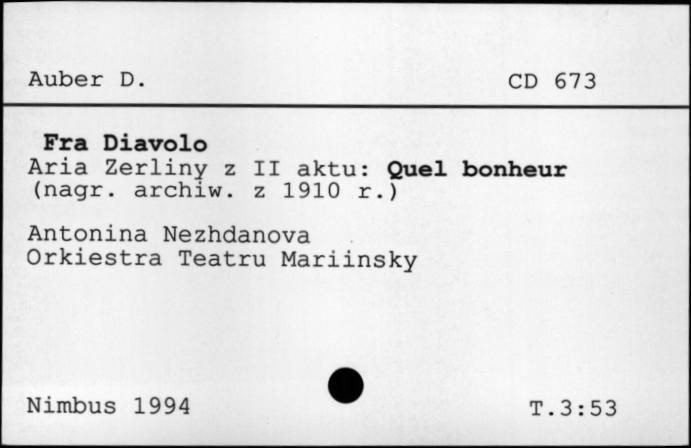 Auber D. CD 673
Fra Diavolo
Aria Zerliny z II aktu: Quel bonheur
(nagr. archiw. z 1910 r.)
Antonina Nezhdanova
Orkiestra Teatru Mariinsky
Nimbus 1994 T.3:53